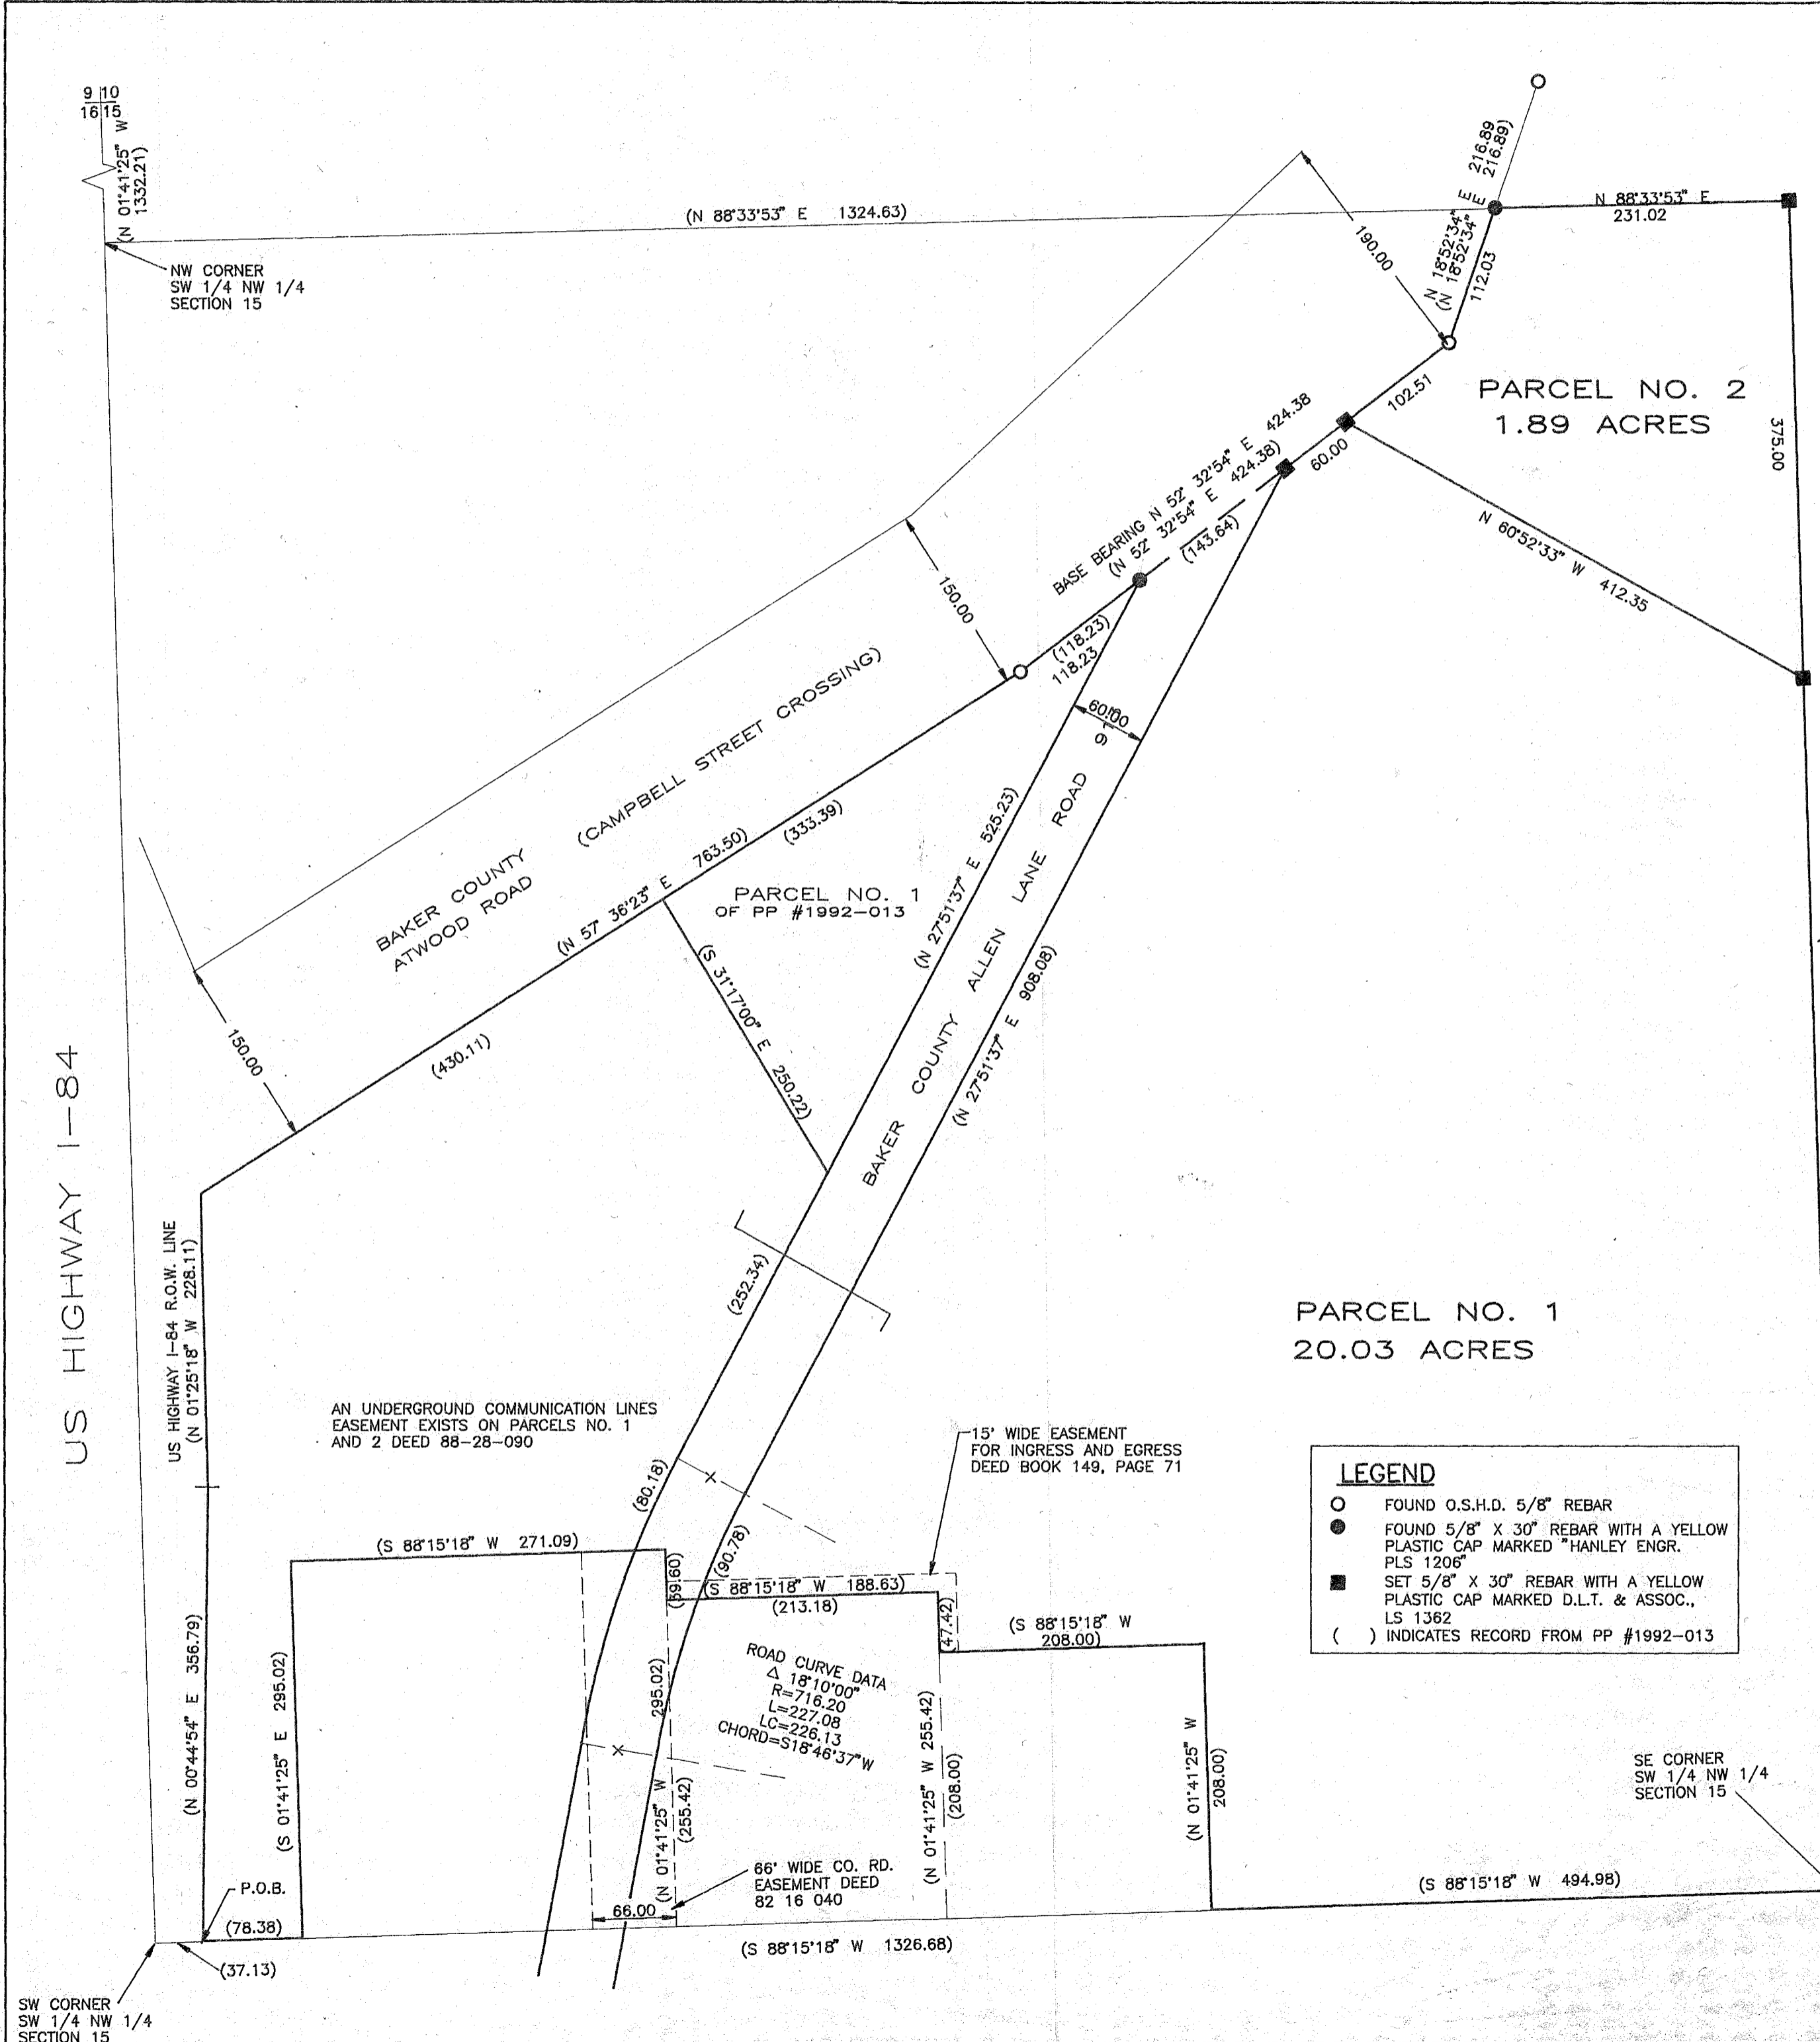 9 10
16 15
(N 01°41'25" W
1332.21)
(N 88°33'53" E 1324.63)
NW CORNER
SW 1/4 NW 1/4
SECTION 15
190.00
N 18°52'34" E 216.89
(N 18°52'34" E 216.89)
112.03
N 88°33'53" E
231.02
PARCEL NO. 2
1.89 ACRES
375.00
102.51
60.00
N 60°52'33" W 412.35
BASE BEARING N 52° 32'54" E 424.38
(N 52° 32'54" E 424.38)
(143.64)
150.00
(118.23)
118.23
60.00
BAKER COUNTY (CAMPBELL STREET CROSSING)
ATWOOD ROAD
(N 57° 36'23" E 763.50)
(333.39)
(430.11)
150.00
PARCEL NO. 1
OF PP #1992-013
(S 31°17'00" E 250.22)
(N 27°51'37" E 525.23)
BAKER COUNTY ALLEN LANE ROAD
(N 27°51'37" E 908.08)
US HIGHWAY I-84
US HIGHWAY I-84 R.O.W. LINE
(N 01°25'18" W 228.11)
(252.34)
PARCEL NO. 1
20.03 ACRES
AN UNDERGROUND COMMUNICATION LINES
EASEMENT EXISTS ON PARCELS NO. 1
AND 2 DEED 88-28-090
15' WIDE EASEMENT
FOR INGRESS AND EGRESS
DEED BOOK 149, PAGE 71
LEGEND
FOUND O.S.H.D. 5/8" REBAR
FOUND 5/8" X 30" REBAR WITH A YELLOW
PLASTIC CAP MARKED "HANLEY ENGR.
PLS 1206"
SET 5/8" X 30" REBAR WITH A YELLOW
PLASTIC CAP MARKED D.L.T. & ASSOC.,
LS 1362
( ) INDICATES RECORD FROM PP #1992-013
(80.18)
(90.78)
(S 88°15'18" W 271.09)
(39.60)
(S 88°15'18" W 188.63)
(213.18)
(47.42)
(S 88°15'18" W
208.00)
(N 00°44'54" E 356.79)
(S 01°41'25" E 295.02)
295.02)
(N 01°41'25" W
(255.42)
ROAD CURVE DATA
Δ 18°10'00"
R=716.20
L=227.08
LC=226.13
CHORD=S18°46'37"W
(N 01°41'25" W 255.42)
(208.00)
(N 01°41'25" W
208.00)
SE CORNER
SW 1/4 NW 1/4
SECTION 15
66' WIDE CO. RD.
EASEMENT DEED
82 16 040
66.00
P.O.B.
(78.38)
(37.13)
(S 88°15'18" W 494.98)
(S 88°15'18" W 1326.68)
SW CORNER
SW 1/4 NW 1/4
SECTION 15